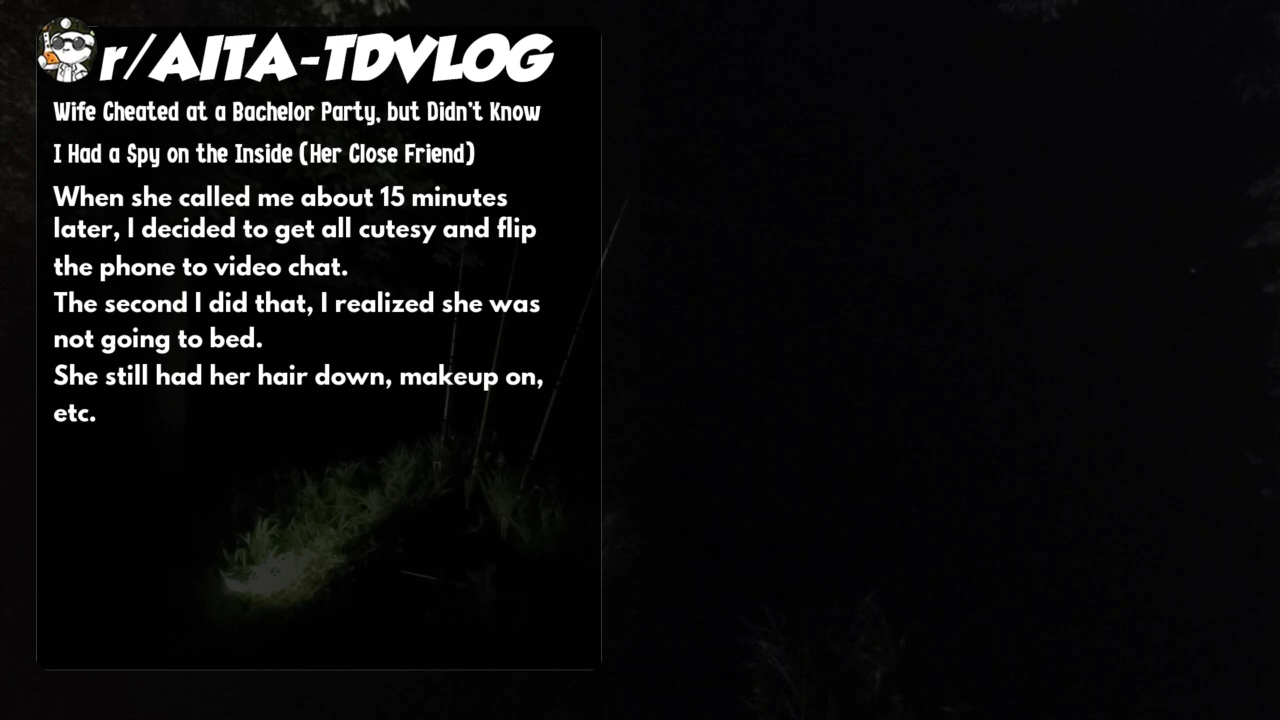 r/AITA-TDVLOG
Wife Cheated at a Bachelor Party, but Didn't Know
I Had a Spy on the Inside (Her Close Friend)
When she called me about 15 minutes
later, I decided to get all cutesy and flip
the phone to video chat.
The second I did that, I realized she was
not going to bed.
She still had her hair down, makeup on,
etc.